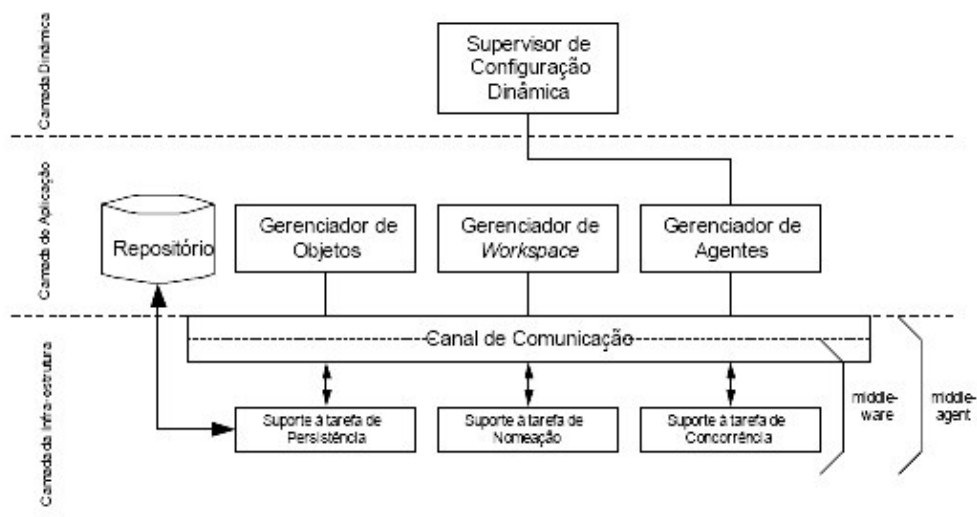 Camada Dinâmica
Supervisor de
Configuração
Dinâmica
Camada de Aplicação
Repositório
Gerenciador de
Objetos
Gerenciador de
Workspace
Gerenciador de
Agentes
Camada da Infra-estrutura
Canal de Comunicação
Suporte à tarefa de
Persistência
Suporte à tarefa de
Nomeação
Suporte à tarefa de
Concorrência
middle-
ware
middle-
agent